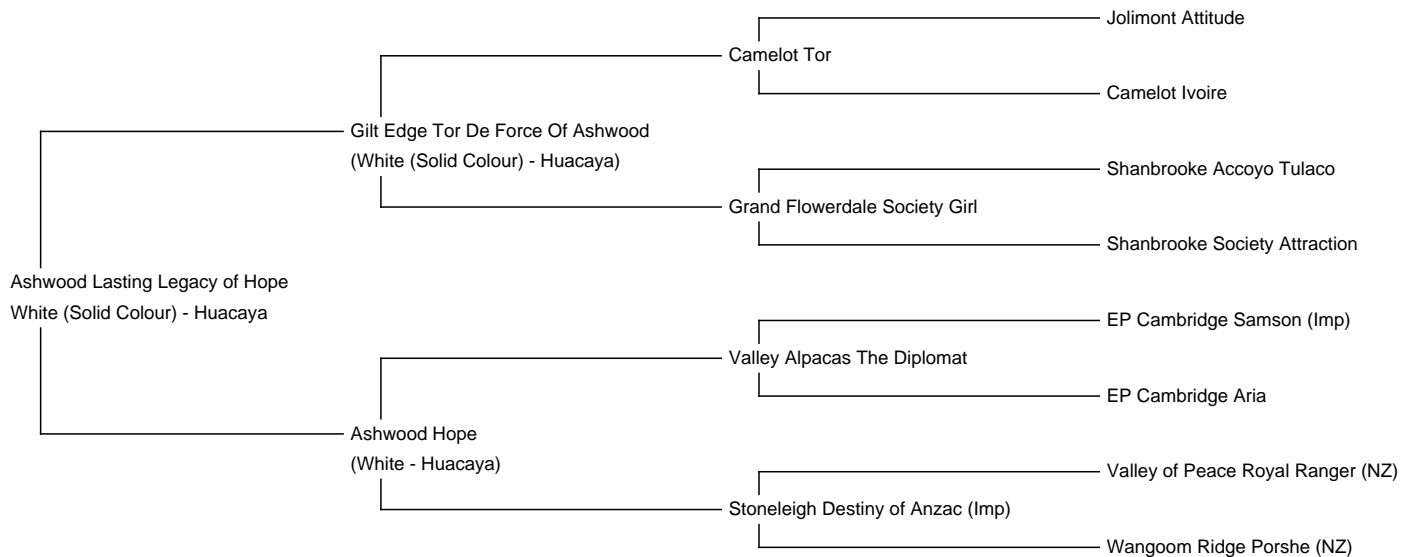 Jolimont Attitude
Camelot Tor
Camelot Ivoire
Gilt Edge Tor De Force Of Ashwood
(White (Solid Colour) - Huacaya)
Shanbrooke Accoyo Tulaco
Grand Flowerdale Society Girl
Shanbrooke Society Attraction
Ashwood Lasting Legacy of Hope
White (Solid Colour) - Huacaya
EP Cambridge Samson (Imp)
Valley Alpacas The Diplomat
EP Cambridge Aria
Ashwood Hope
(White - Huacaya)
Valley of Peace Royal Ranger (NZ)
Stoneleigh Destiny of Anzac (Imp)
Wangoom Ridge Porshe (NZ)